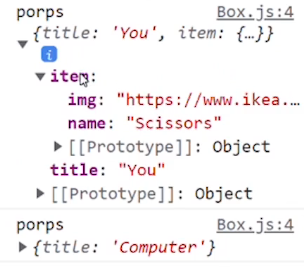 porps Box.js:4
{title: 'You', item: {…}}
i
item:
img: "https://www.ikea.…
name: "Scissors"
[[Prototype]]: Object
title: "You"
[[Prototype]]: Object
porps Box.js:4
{title: 'Computer'}